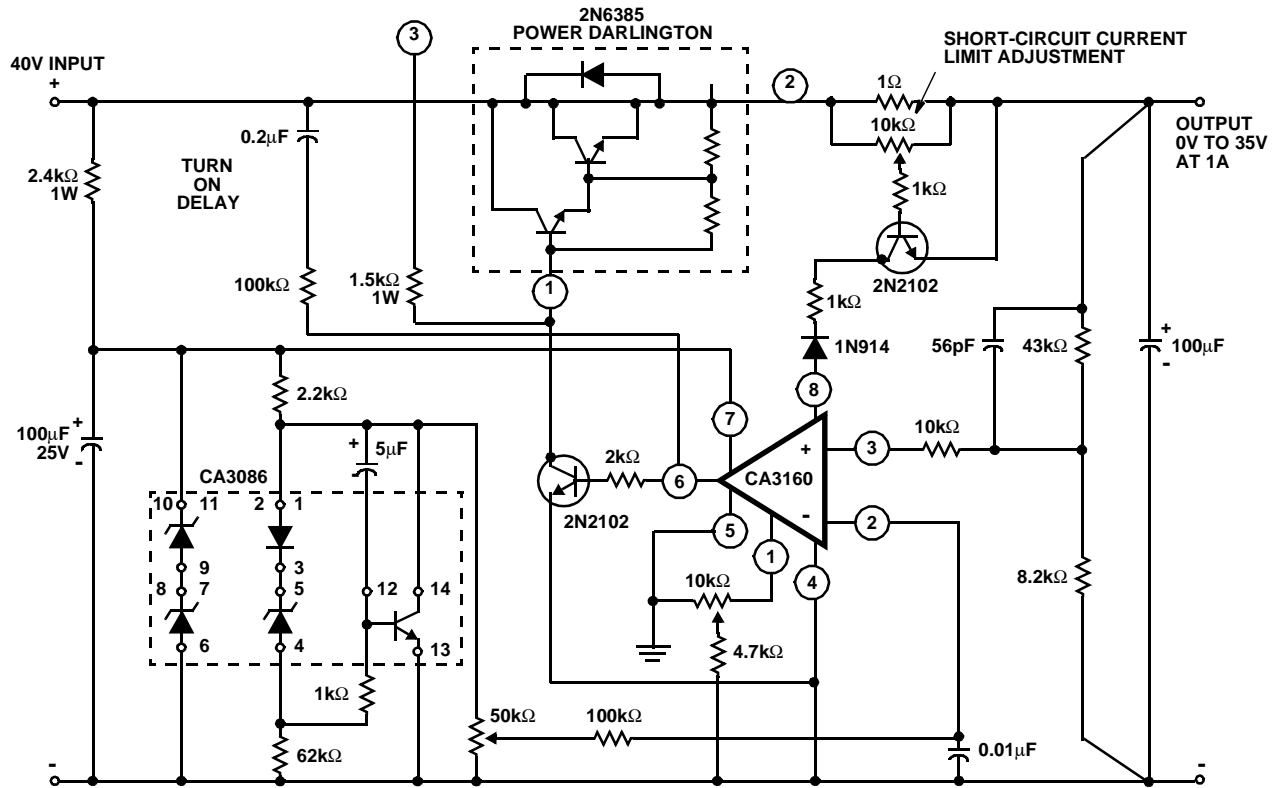 2N6385
POWER DARLINGTON
3
SHORT-CIRCUIT CURRENT
LIMIT ADJUSTMENT
40V INPUT
+
2
1Ω
10kΩ
OUTPUT
0V TO 35V
AT 1A
0.2μF
TURN
ON
DELAY
2.4kΩ
1W
1kΩ
100kΩ
1.5kΩ
1W
1
2N2102
1kΩ
1N914
56pF
43kΩ
+
100μF
-
8
2.2kΩ
7
100μF
25V
+
-
+
5μF
-
10kΩ
3
+
CA3160
2kΩ
6
CA3086
10
11
2
1
2N2102
5
-
2
1
4
9
3
8
7
5
12
14
10kΩ
8.2kΩ
6
4
13
4.7kΩ
1kΩ
50kΩ
100kΩ
62kΩ
0.01μF
-
-